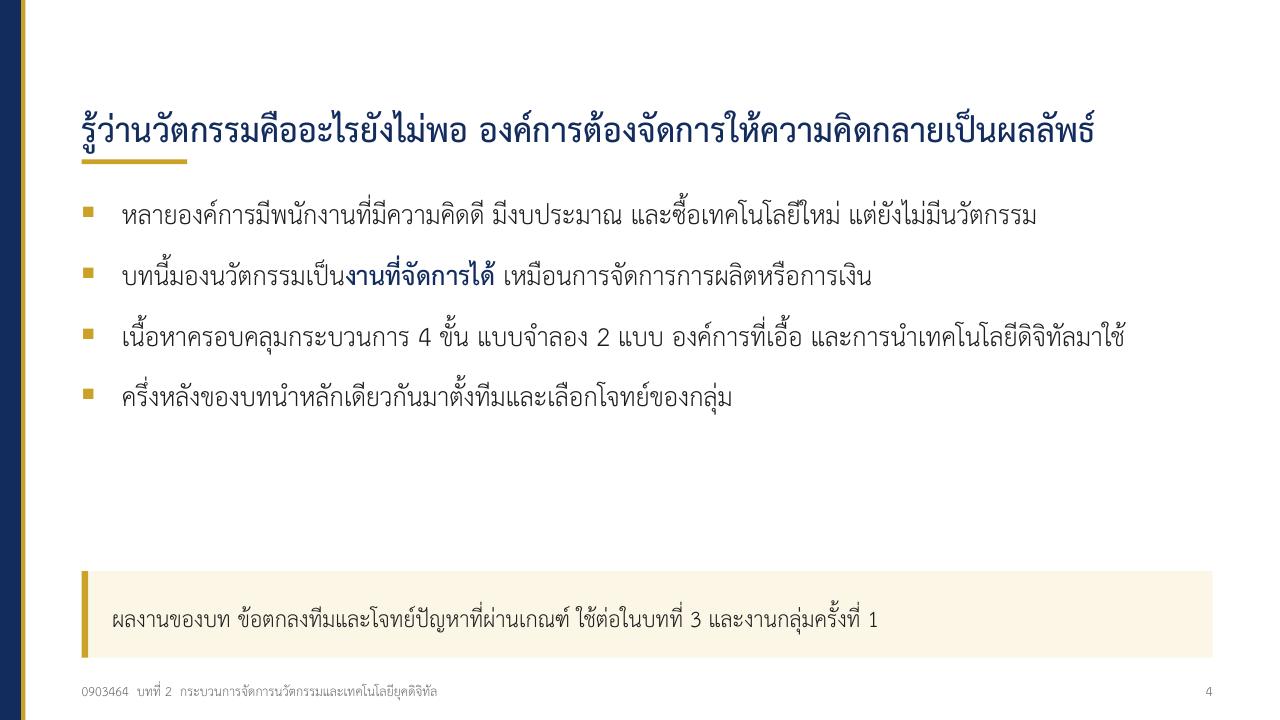 รู้ว่านวัตกรรมคืออะไรยังไม่พอ องค์การต้องจัดการให้ความคิดกลายเป็นผลลัพธ์
หลายองค์การมีพนักงานที่มีความคิดดี มีงบประมาณ และซื้อเทคโนโลยีใหม่ แต่ยังไม่มีนวัตกรรม
บทนี้มองนวัตกรรมเป็นงานที่จัดการได้ เหมือนการจัดการการผลิตหรือการเงิน
เนื้อหาครอบคลุมกระบวนการ 4 ขั้น แบบจำลอง 2 แบบ องค์การที่เอื้อ และการนำเทคโนโลยีดิจิทัลมาใช้
ครึ่งหลังของบทนำหลักเดียวกันมาตั้งทีมและเลือกโจทย์ของกลุ่ม
ผลงานของบท ข้อตกลงทีมและโจทย์ปัญหาที่ผ่านเกณฑ์ ใช้ต่อในบทที่ 3 และงานกลุ่มครั้งที่ 1
0903464 บทที่ 2 กระบวนการจัดการนวัตกรรมและเทคโนโลยียุคดิจิทัล
4